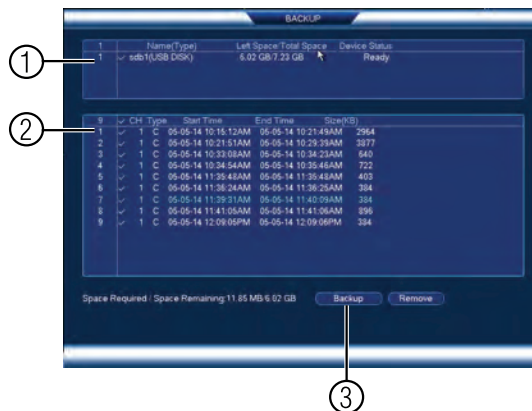 BACKUP
1 Name(Type) Left Space/Total Space Device Status
1 ✓ sdb1(USB DISK) 6.02 GB/7.23 GB Ready
9 ✓ CH Type Start Time End Time Size(KB)
1 ✓ 1 C 05-05-14 10:15:12AM 05-05-14 10:21:49AM 2964
2 ✓ 1 C 05-05-14 10:21:51AM 05-05-14 10:29:39AM 3877
3 ✓ 1 C 05-05-14 10:33:08AM 05-05-14 10:34:23AM 640
4 ✓ 1 C 05-05-14 10:34:54AM 05-05-14 10:35:46AM 722
5 ✓ 1 C 05-05-14 11:35:48AM 05-05-14 11:35:48AM 403
6 ✓ 1 C 05-05-14 11:36:24AM 05-05-14 11:36:25AM 384
7 ✓ 1 C 05-05-14 11:39:31AM 05-05-14 11:40:09AM 384
8 ✓ 1 C 05-05-14 11:41:05AM 05-05-14 11:41:06AM 896
9 ✓ 1 C 05-05-14 12:09:05PM 05-05-14 12:09:06PM 384
Space Required / Space Remaining:11.85 MB/6.02 GB Backup Remove
1
2
3